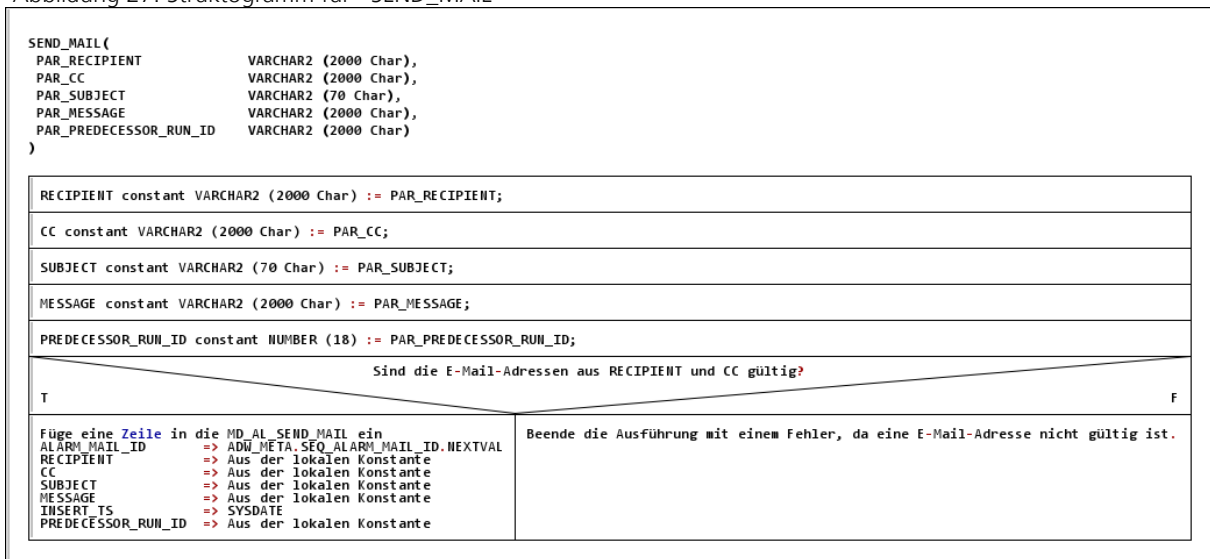 Abbildung 27: Struktogramm für "SEND_MAIL"
SEND_MAIL(
PAR_RECIPIENT VARCHAR2 (2000 Char),
PAR_CC VARCHAR2 (2000 Char),
PAR_SUBJECT VARCHAR2 (70 Char),
PAR_MESSAGE VARCHAR2 (2000 Char),
PAR_PREDECESSOR_RUN_ID VARCHAR2 (2000 Char)
)
RECIPIENT constant VARCHAR2 (2000 Char) := PAR_RECIPIENT;
CC constant VARCHAR2 (2000 Char) := PAR_CC;
SUBJECT constant VARCHAR2 (70 Char) := PAR_SUBJECT;
MESSAGE constant VARCHAR2 (2000 Char) := PAR_MESSAGE;
PREDECESSOR_RUN_ID constant NUMBER (18) := PAR_PREDECESSOR_RUN_ID;
Sind die E-Mail-Adressen aus RECIPIENT und CC gültig?
T F
Füge eine Zeile in die MD_AL_SEND_MAIL ein
ALARM_MAIL_ID => ADW_META.SEQ_ALARM_MAIL_ID.NEXTVAL
RECIPIENT => Aus der lokalen Konstante
CC => Aus der lokalen Konstante
SUBJECT => Aus der lokalen Konstante
MESSAGE => Aus der lokalen Konstante
INSERT_TS => SYSDATE
PREDECESSOR_RUN_ID => Aus der lokalen Konstante
Beende die Ausführung mit einem Fehler, da eine E-Mail-Adresse nicht gültig ist.